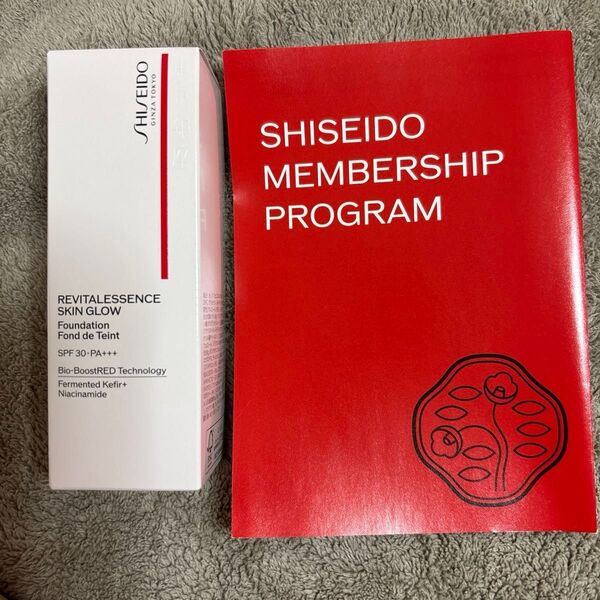 SHISEIDO
GINZA TOKYO
REVITALESSENCE
SKIN GLOW
Foundation
Fond de Teint
SPF 30·PA+++
Bio-BoostRED Technology
Fermented Kefir+
Niacinamide
SHISEIDO
MEMBERSHIP
PROGRAM